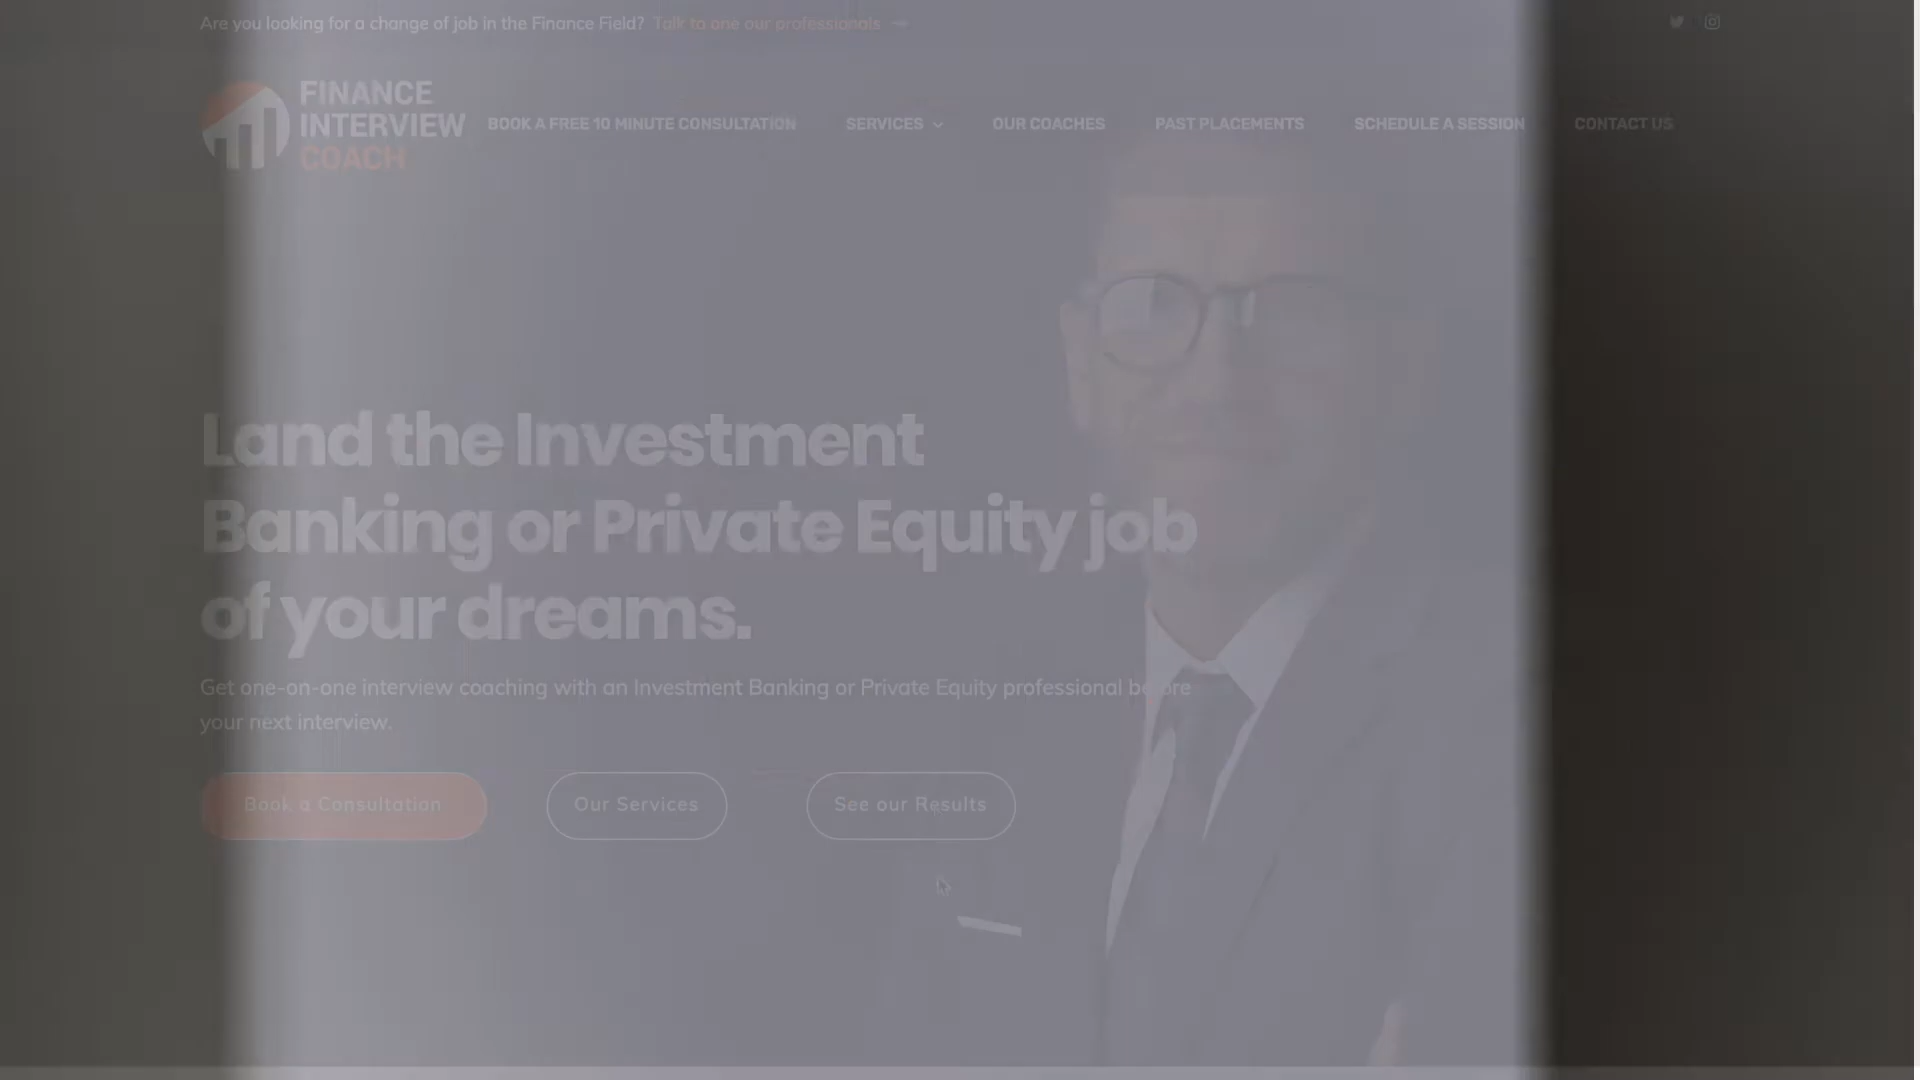 Are you looking for a change of job in the Finance Field? Talk to one our professionals
FINANCE
INTERVIEW
COACH
BOOK A FREE 10 MINUTE CONSULTATION SERVICES OUR COACHES PAST PLACEMENTS SCHEDULE A SESSION CONTACT US
Land the Investment
Banking or Private Equity job
of your dreams.
Get one-on-one interview coaching with an Investment Banking or Private Equity professional before
your next interview.
Book a Consultation Our Services See our Results